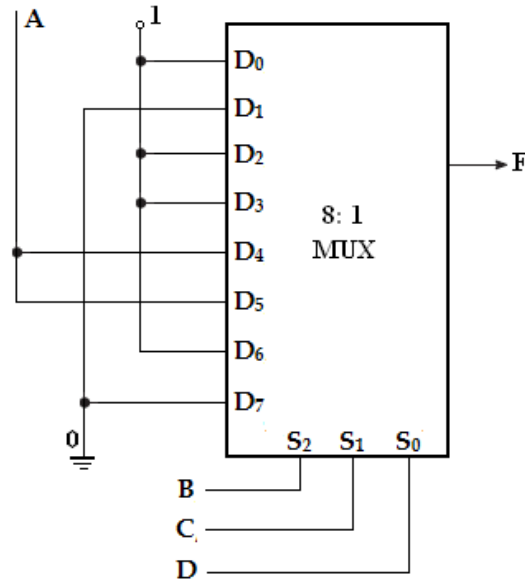 A
1
D₀
D₁
D₂
D₃
D₄
D₅
D₆
D₇
8: 1
MUX
F
0
S₂ S₁ S₀
B
C
D